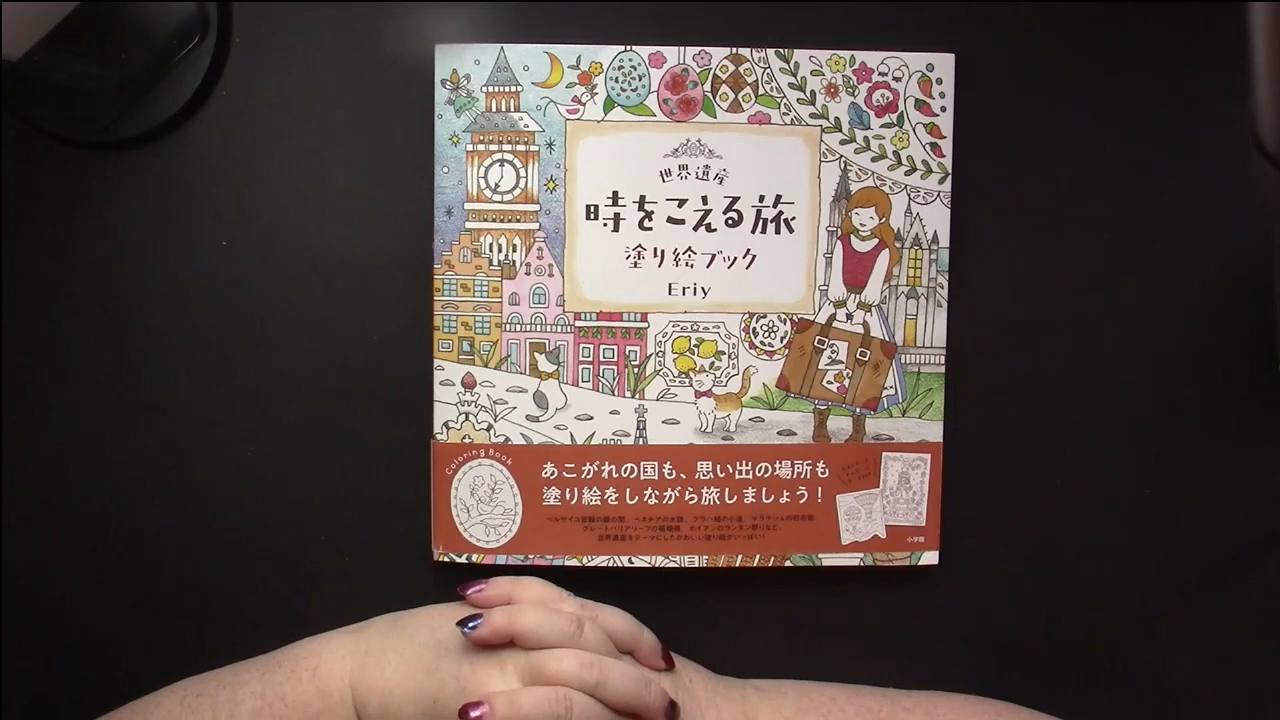 世界遺産
時をこえる旅
塗り絵ブック
Eriy
Coloring Book
あこがれの国も、思い出の場所も
塗り絵をしながら旅しましょう！
ベルサイユ宮殿の鏡の間、ベネチアの水路、プラハ城の小道、マラケシュの旧市街、
グレートバリアリーフの珊瑚礁、ホイアンのランタン祭りなど、
世界遺産をテーマにしたかわいい塗り絵がいっぱい！
小学館